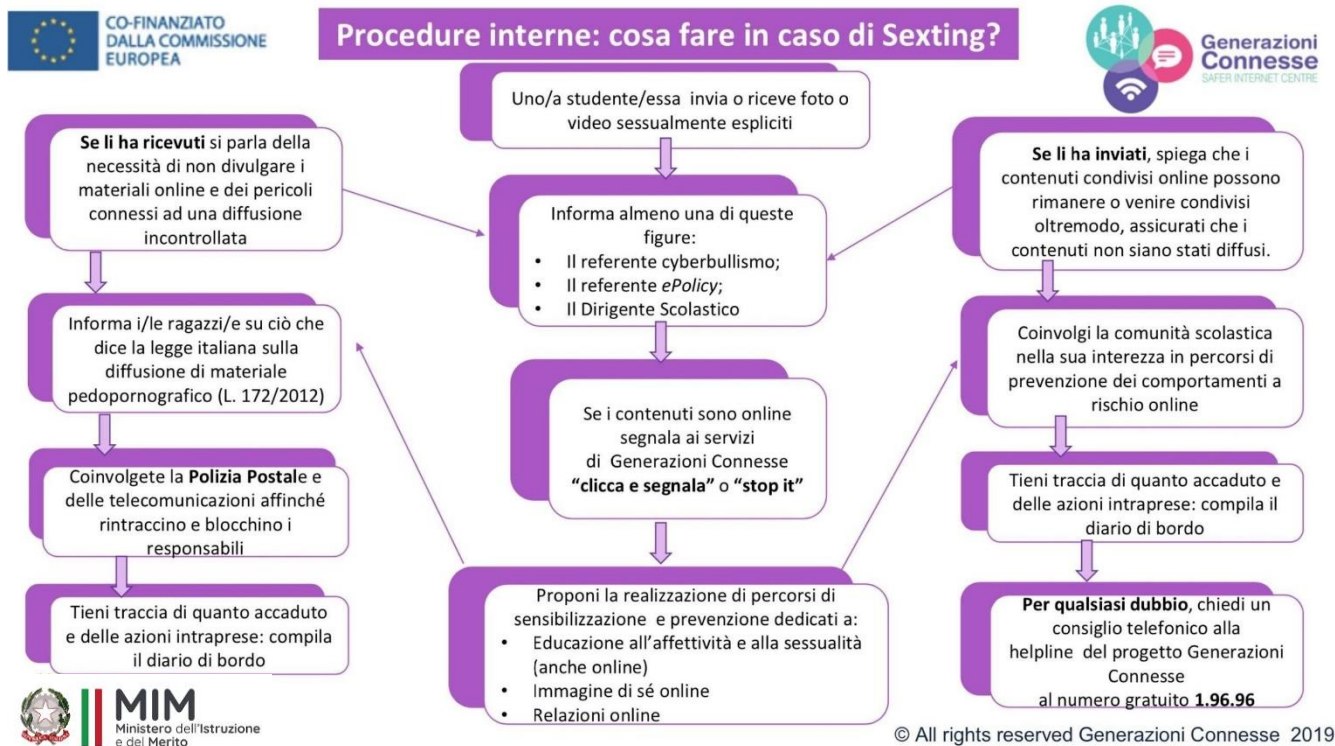 CO-FINANZIATO
DALLA COMMISSIONE
EUROPEA
Procedure interne: cosa fare in caso di Sexting?
Generazioni
Connesse
SAFER INTERNET CENTRE
Uno/a studente/essa invia o riceve foto o
video sessualmente espliciti
Se li ha ricevuti si parla della
necessità di non divulgare i
materiali online e dei pericoli
connessi ad una diffusione
incontrollata
Informa i/le ragazzi/e su ciò che
dice la legge italiana sulla
diffusione di materiale
pedopornografico (L. 172/2012)
Coinvolgete la Polizia Postale e
delle telecomunicazioni affinché
rintraccino e blocchino i
responsabili
Tieni traccia di quanto accaduto
e delle azioni intraprese: compila
il diario di bordo
Informa almeno una di queste
figure:
• Il referente cyberbullismo;
• Il referente ePolicy;
• Il Dirigente Scolastico
Se i contenuti sono online
segnala ai servizi
di Generazioni Connesse
“clicca e segnala” o “stop it”
Proponi la realizzazione di percorsi di
sensibilizzazione e prevenzione dedicati a:
• Educazione all’affettività e alla sessualità
(anche online)
• Immagine di sé online
• Relazioni online
Se li ha inviati, spiega che i
contenuti condivisi online possono
rimanere o venire condivisi
oltremodo, assicurati che i
contenuti non siano stati diffusi.
Coinvolgi la comunità scolastica
nella sua interezza in percorsi di
prevenzione dei comportamenti a
rischio online
Tieni traccia di quanto accaduto e
delle azioni intraprese: compila il
diario di bordo
Per qualsiasi dubbio, chiedi un
consiglio telefonico alla
helpline del progetto Generazioni
Connesse
al numero gratuito 1.96.96
MIM
Ministero dell'Istruzione
e del Merito
© All rights reserved Generazioni Connesse 2019